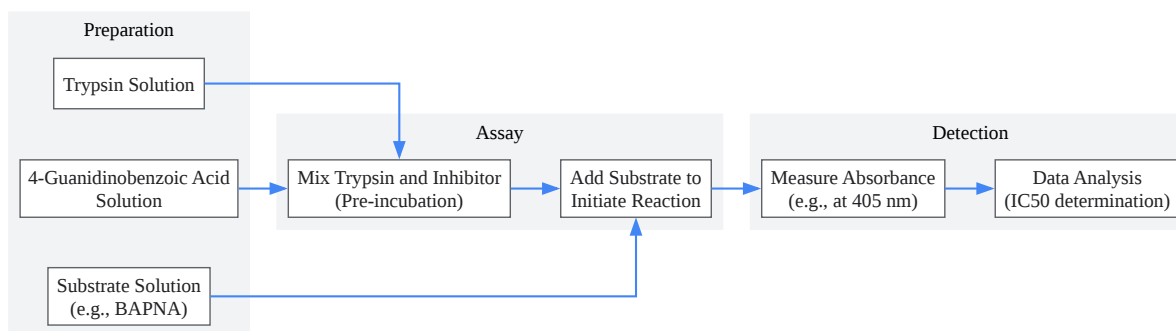 Preparation
Trypsin Solution
4-Guanidinobenzoic Acid
Solution
Substrate Solution
(e.g., BAPNA)
Assay
Mix Trypsin and Inhibitor
(Pre-incubation)
Add Substrate to
Initiate Reaction
Detection
Measure Absorbance
(e.g., at 405 nm)
Data Analysis
(IC50 determination)